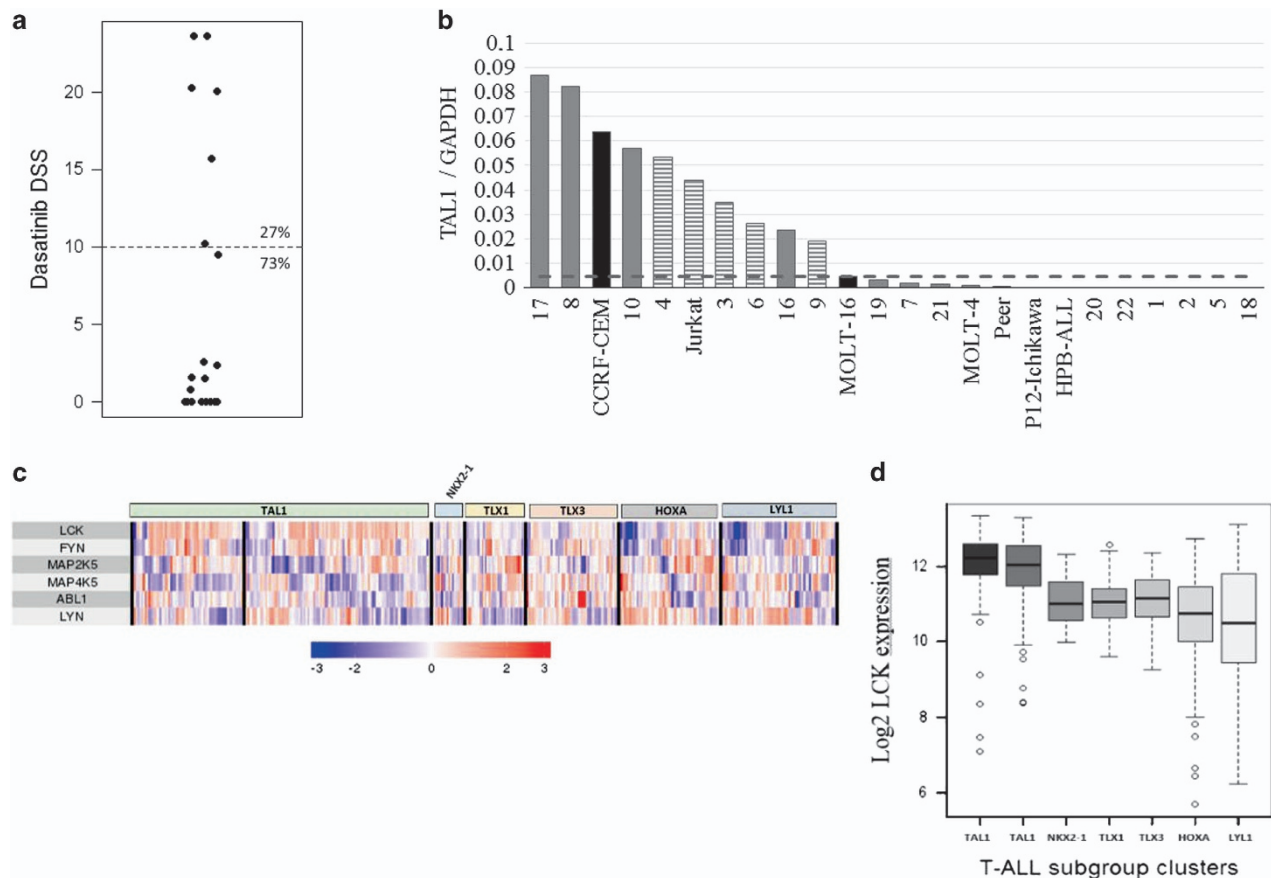 a
Dasatinib DSS
20
15
10
5
0
27%
73%
b
TAL1 / GAPDH
0.1
0.09
0.08
0.07
0.06
0.05
0.04
0.03
0.02
0.01
0
17
8
CCRF-CEM
10
4
Jurkat
3
6
16
9
MOLT-16
19
7
21
MOLT-4
Peer
P12-Ichikawa
HPB-ALL
20
22
1
2
5
18
c
TAL1
NKX2-1
TLX1
TLX3
HOXA
LYL1
LCK
FYN
MAP2K5
MAP4K5
ABL1
LYN
-3 -2 0 2 3
d
Log2 LCK expression
12
10
8
6
TAL1 TAL1 NKX2-1 TLX1 TLX3 HOXA LYL1
T-ALL subgroup clusters